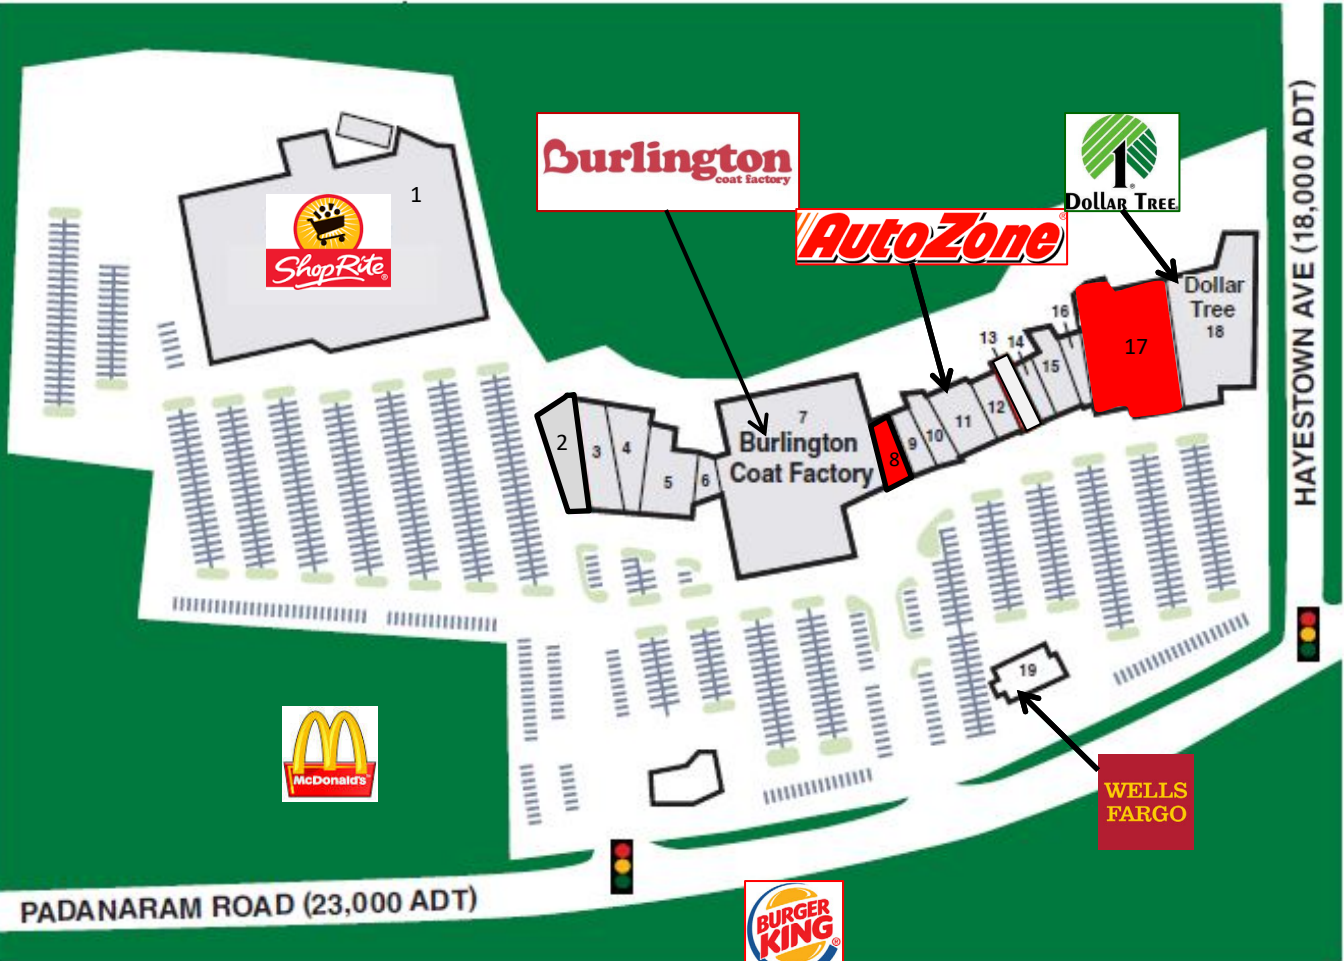 1
ShopRite®
Burlington
coat factory
AutoZone®
DOLLAR TREE®
HAYESTOWN AVE (18,000 ADT)
Dollar
Tree
18
17
16
13
14
15
12
11
10
9
8
7
Burlington
Coat Factory
2
3
4
5
6
19
McDonald's
WELLS
FARGO
PADANARAM ROAD (23,000 ADT)
BURGER
KING®